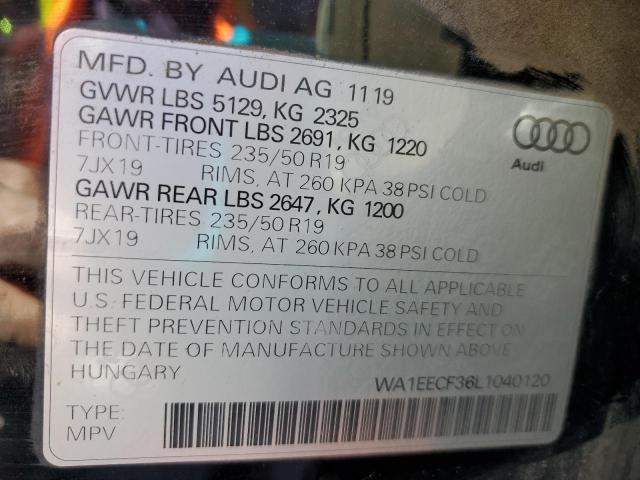 MFD. BY AUDI AG 11 19
GVWR LBS 5129, KG 2325
GAWR FRONT LBS 2691, KG 1220
FRONT-TIRES 235/50 R19
7JX19 RIMS, AT 260 KPA 38 PSI COLD
GAWR REAR LBS 2647, KG 1200
REAR-TIRES 235/50 R19
7JX19 RIMS, AT 260 KPA 38 PSI COLD
Audi
THIS VEHICLE CONFORMS TO ALL APPLICABLE
U.S. FEDERAL MOTOR VEHICLE SAFETY AND
THEFT PREVENTION STANDARDS IN EFFECT ON
THE DATE OF MANUFACTURE SHOWN ABOVE
HUNGARY
WA1EECF36L1040120
TYPE:
MPV